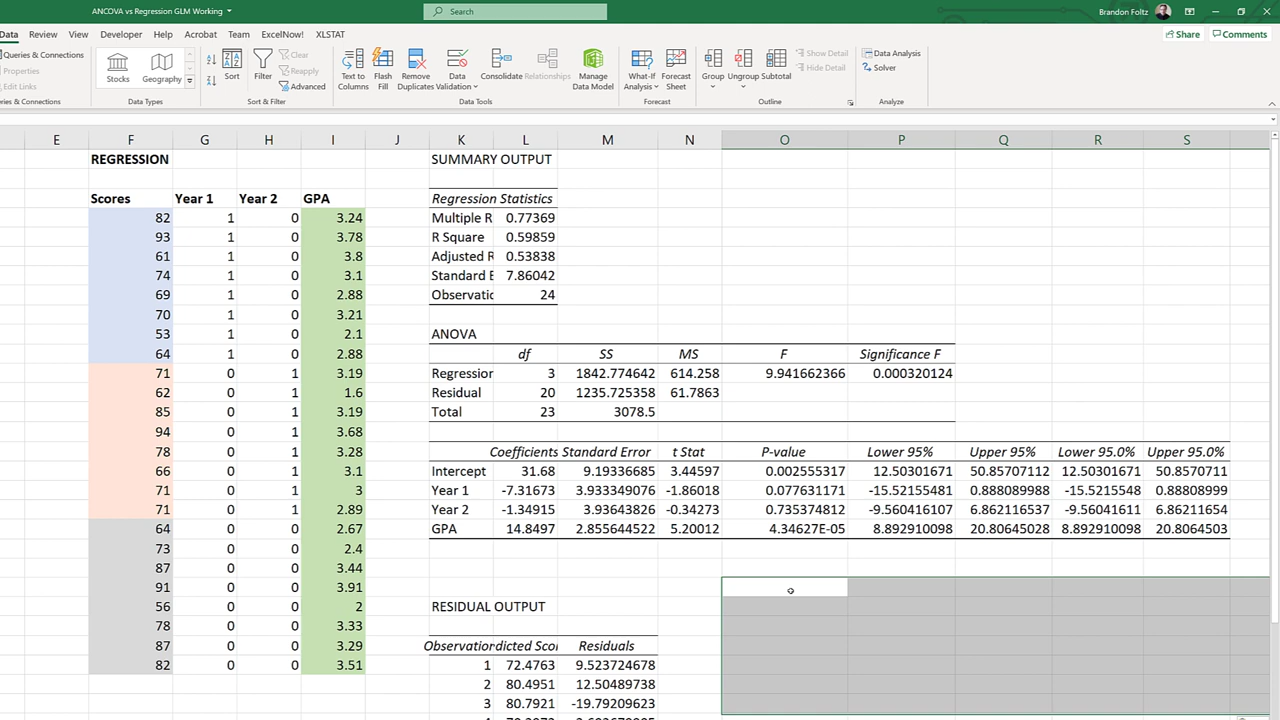 ANCOVA vs Regression GLM Working
Search
Brandon Foltz
Data Review View Developer Help Acrobat Team ExcelNow! XLSTAT
Share Comments
Queries & Connections
Properties
Edit Links
eries & Connections
Stocks Geography
Data Types
Sort Filter
Clear
Reapply
Advanced
Sort & Filter
Text to Columns
Flash Fill
Remove Duplicates
Data Validation
Consolidate
Relationships
Manage Data Model
Data Tools
What-If Analysis
Forecast Sheet
Forecast
Group
Ungroup
Subtotal
Show Detail
Hide Detail
Outline
Data Analysis
Solver
Analyze
E F G H I J K L M N O P Q R S
REGRESSION SUMMARY OUTPUT
Scores Year 1 Year 2 GPA Regression Statistics
82 1 0 3.24 Multiple R 0.77369
93 1 0 3.78 R Square 0.59859
61 1 0 3.8 Adjusted R 0.53838
74 1 0 3.1 Standard E 7.86042
69 1 0 2.88 Observatic 24
70 1 0 3.21
53 1 0 2.1 ANOVA
64 1 0 2.88 df SS MS F Significance F
71 0 1 3.19 Regressior 3 1842.774642 614.258 9.941662366 0.000320124
62 0 1 1.6 Residual 20 1235.725358 61.7863
85 0 1 3.19 Total 23 3078.5
94 0 1 3.68
78 0 1 3.28 Coefficients Standard Error t Stat P-value Lower 95% Upper 95% Lower 95.0% Upper 95.0%
66 0 1 3.1 Intercept 31.68 9.19336685 3.44597 0.002555317 12.50301671 50.85707112 12.50301671 50.8570711
71 0 1 3 Year 1 -7.31673 3.933349076 -1.86018 0.077631171 -15.52155481 0.888089988 -15.5215548 0.88808999
71 0 1 2.89 Year 2 -1.34915 3.93643826 -0.34273 0.735374812 -9.560416107 6.862116537 -9.56041611 6.86211654
64 0 0 2.67 GPA 14.8497 2.855644522 5.20012 4.34627E-05 8.892910098 20.80645028 8.892910098 20.8064503
73 0 0 2.4
87 0 0 3.44
91 0 0 3.91
56 0 0 2 RESIDUAL OUTPUT
78 0 0 3.33
87 0 0 3.29 Observation dicted Scor Residuals
82 0 0 3.51 1 72.4763 9.523724678
2 80.4951 12.50489738
3 80.7921 -19.79209623